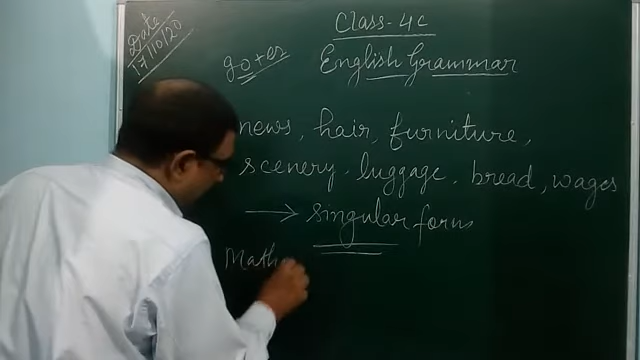 Class-4c
Date
17/10/20
go+es
English Grammar
news, hair, furniture,
scenery, luggage, bread, wages
→ singular form
Math